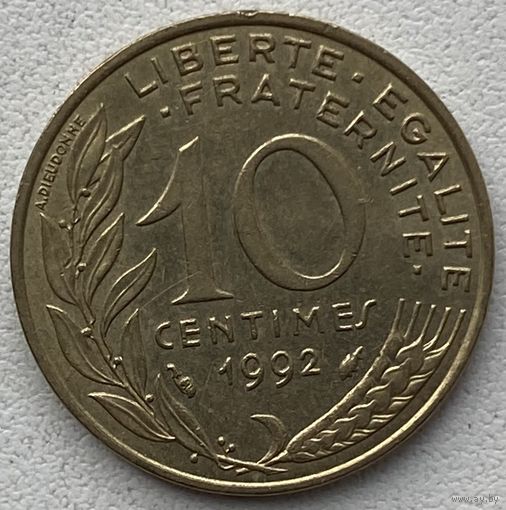 LIBERTE · EGALITE
· FRATERNITE ·
A.DIEUDONNE
10
CENTIMES
1992
www.ay.by